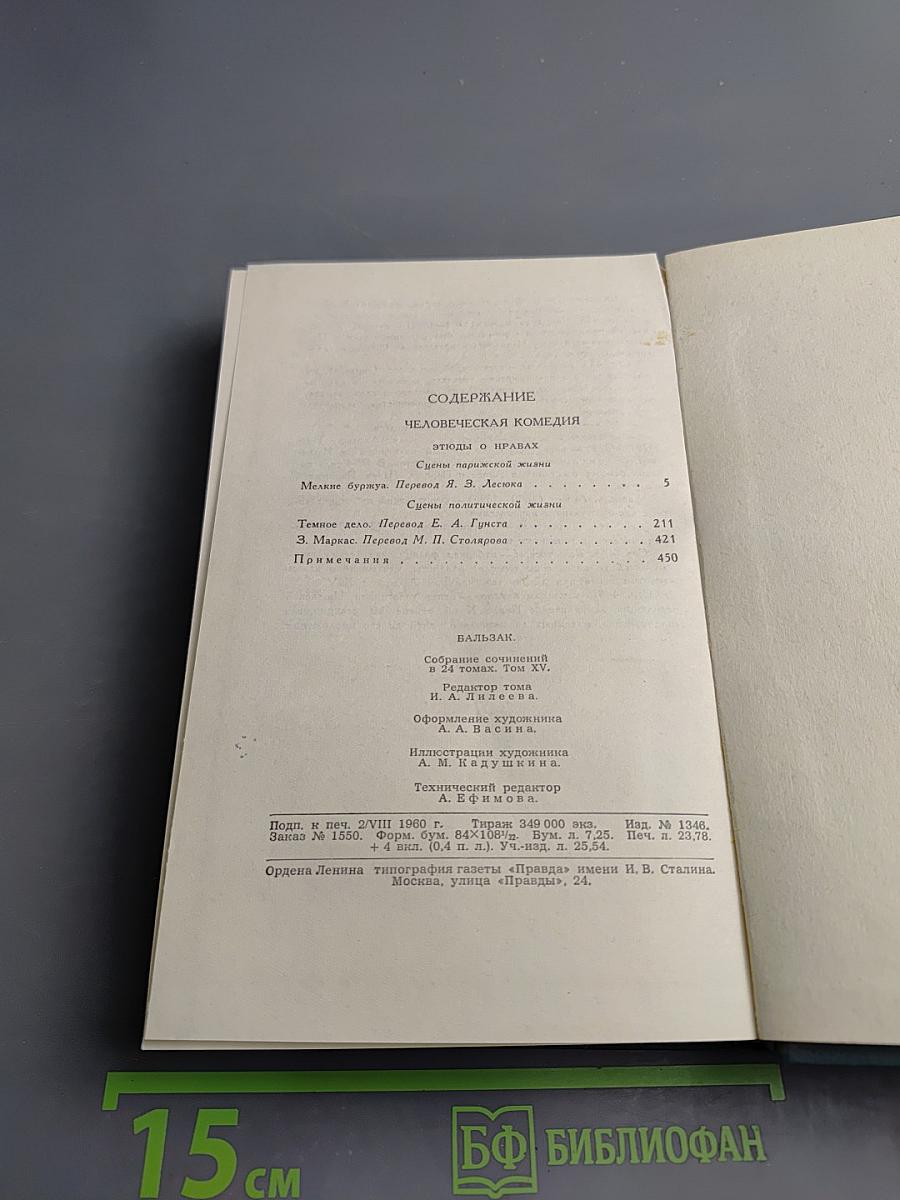 СОДЕРЖАНИЕ
ЧЕЛОВЕЧЕСКАЯ КОМЕДИЯ
ЭТЮДЫ О НРАВАХ
Сцены парижской жизни
Мелкие буржуа. Перевод Я. З. Лесюка . . . . . . . . 5
Сцены политической жизни
Темное дело. Перевод Е. А. Гунста . . . . . . . . . 211
З. Маркас. Перевод М. П. Столярова . . . . . . . . . 421
Примечания . . . . . . . . . . . . . . . . . 450
БАЛЬЗАК.
Собрание сочинений
в 24 томах. Том XV.
Редактор тома
И. А. Лилеева.
Оформление художника
А. А. Васина.
Иллюстрации художника
А. М. Кадушкина.
Технический редактор
А. Ефимова.
Подп. к печ. 2/VIII 1960 г. Тираж 349 000 экз. Изд. № 1346.
Заказ № 1550. Форм. бум. 84×108¹/₃₂. Бум. л. 7,25. Печ. л. 23,78.
+ 4 вкл. (0,4 п. л.). Уч.-изд. л. 25,54.
Ордена Ленина типография газеты «Правда» имени И. В. Сталина.
Москва, улица «Правды», 24.
15 см
БФ БИБЛИОФАН